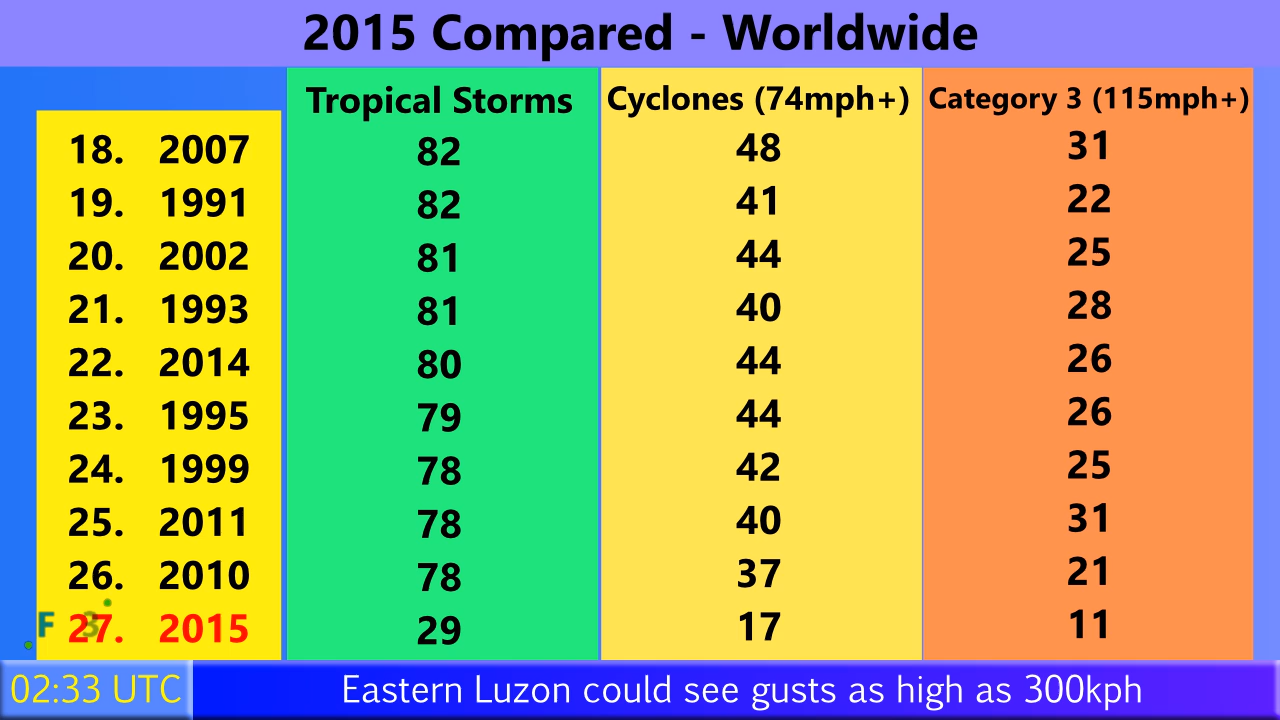 2015 Compared - Worldwide
Tropical Storms Cyclones (74mph+) Category 3 (115mph+)
18. 2007 82 48 31
19. 1991 82 41 22
20. 2002 81 44 25
21. 1993 81 40 28
22. 2014 80 44 26
23. 1995 79 44 26
24. 1999 78 42 25
25. 2011 78 40 31
26. 2010 78 37 21
27. 2015 29 17 11
02:33 UTC Eastern Luzon could see gusts as high as 300kph